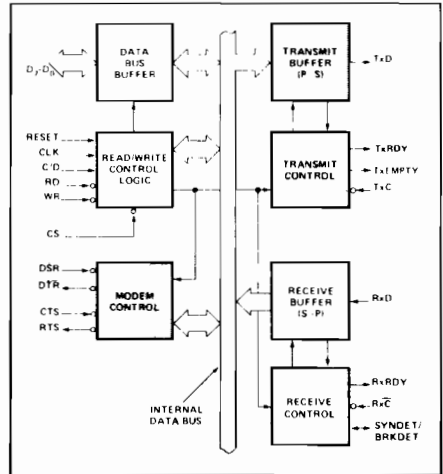 DATA
BUS
BUFFER
D7-D0
TRANSMIT
BUFFER
(P S)
TxD
RESET
CLK
C/D
RD
WR
CS
READ/WRITE
CONTROL
LOGIC
TRANSMIT
CONTROL
TxRDY
TxEMPTY
TxC
DSR
DTR
CTS
RTS
MODEM
CONTROL
RECEIVE
BUFFER
(S-P)
RxD
INTERNAL
DATA BUS
RECEIVE
CONTROL
RxRDY
RxC
SYNDET/
BRKDET